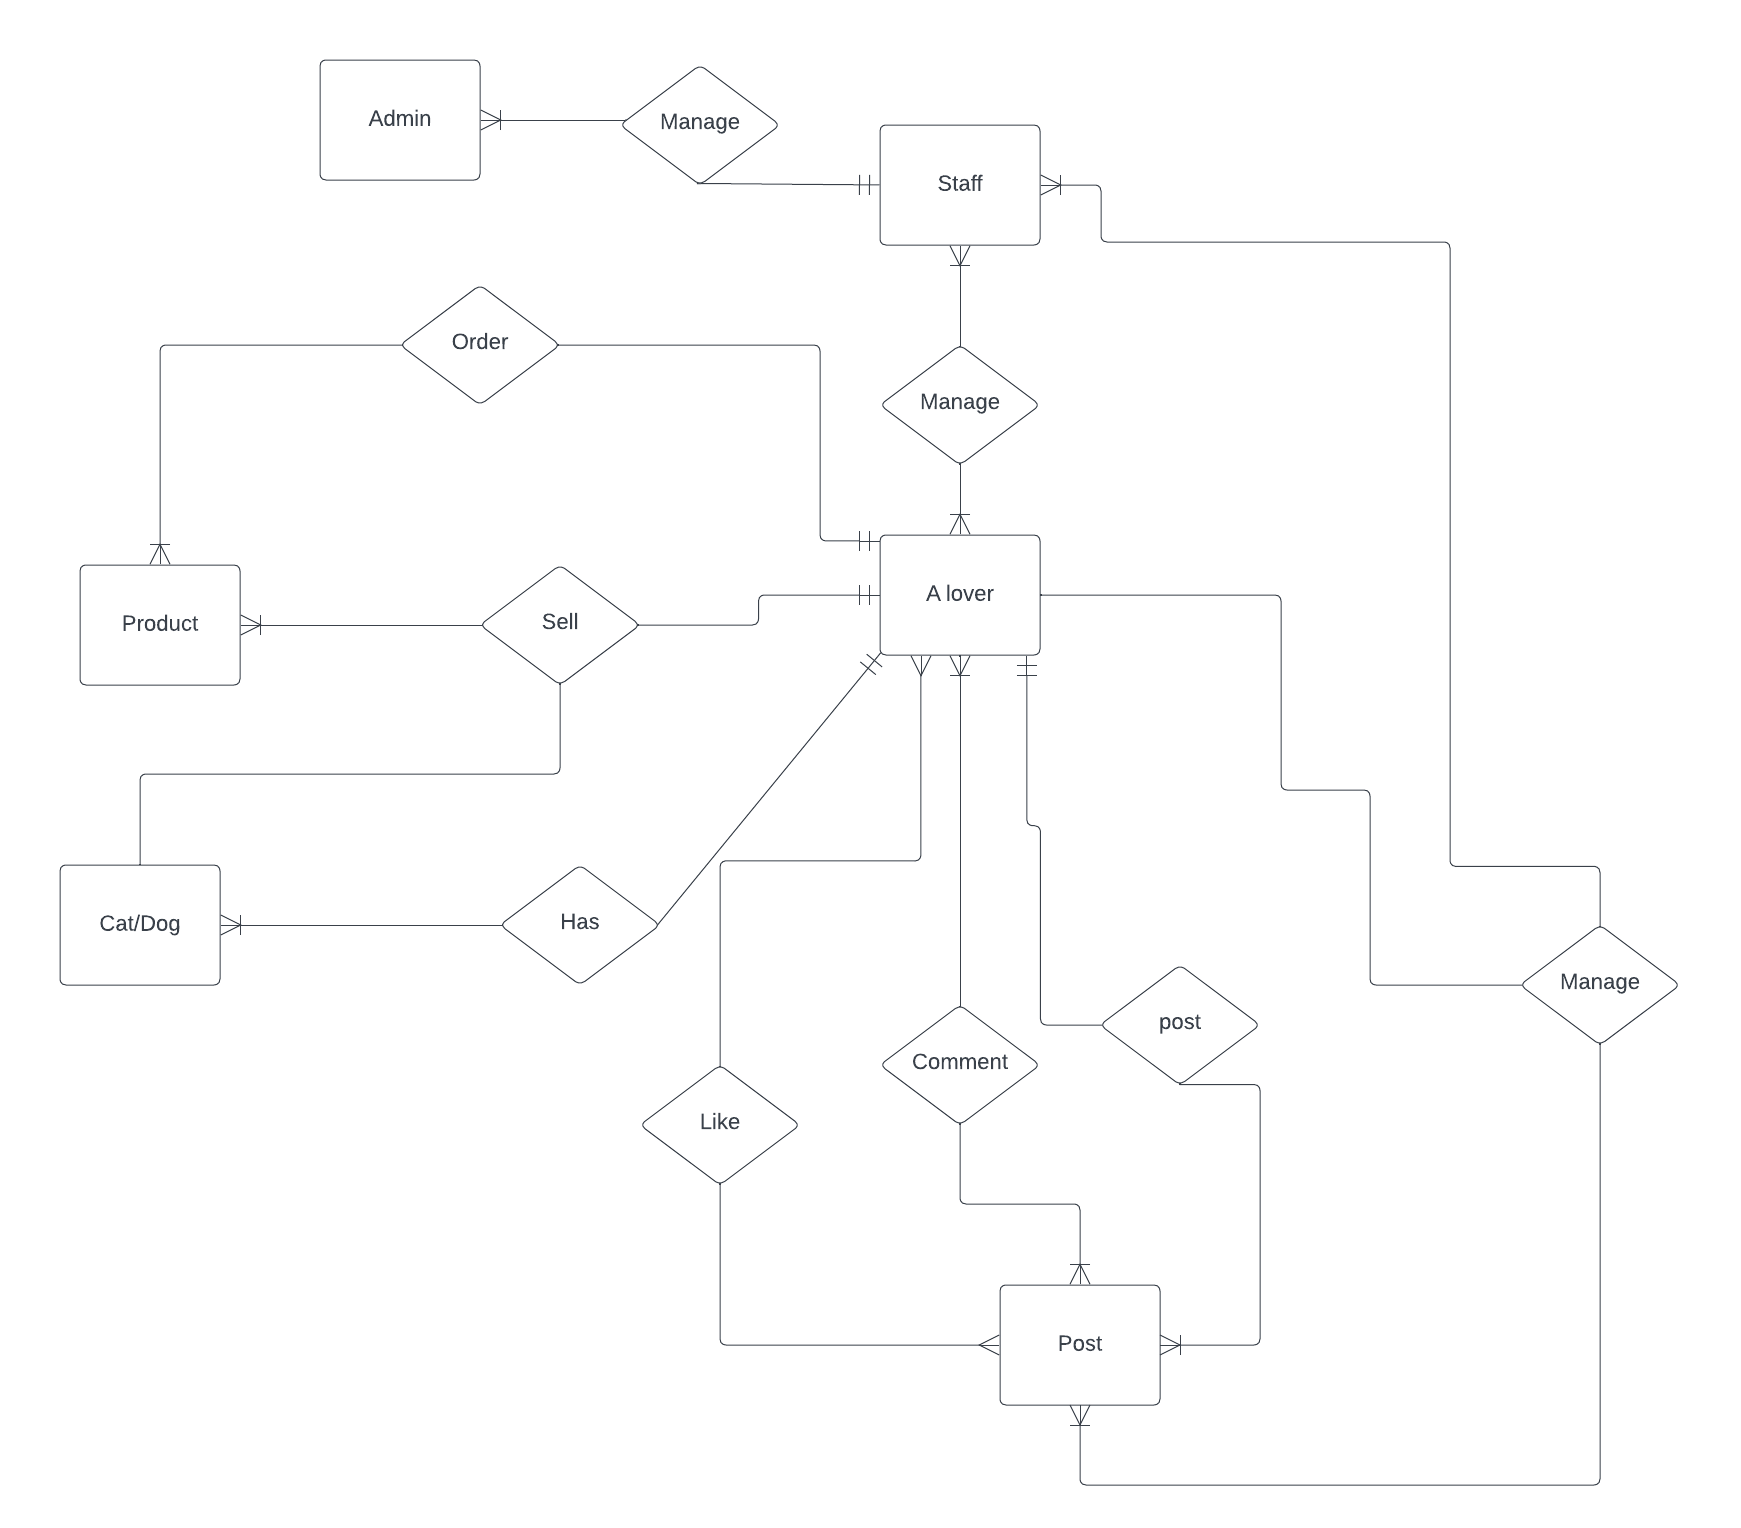 Admin
Manage
Staff
Order
Manage
Product
Sell
A lover
Cat/Dog
Has
Manage
post
Comment
Like
Post